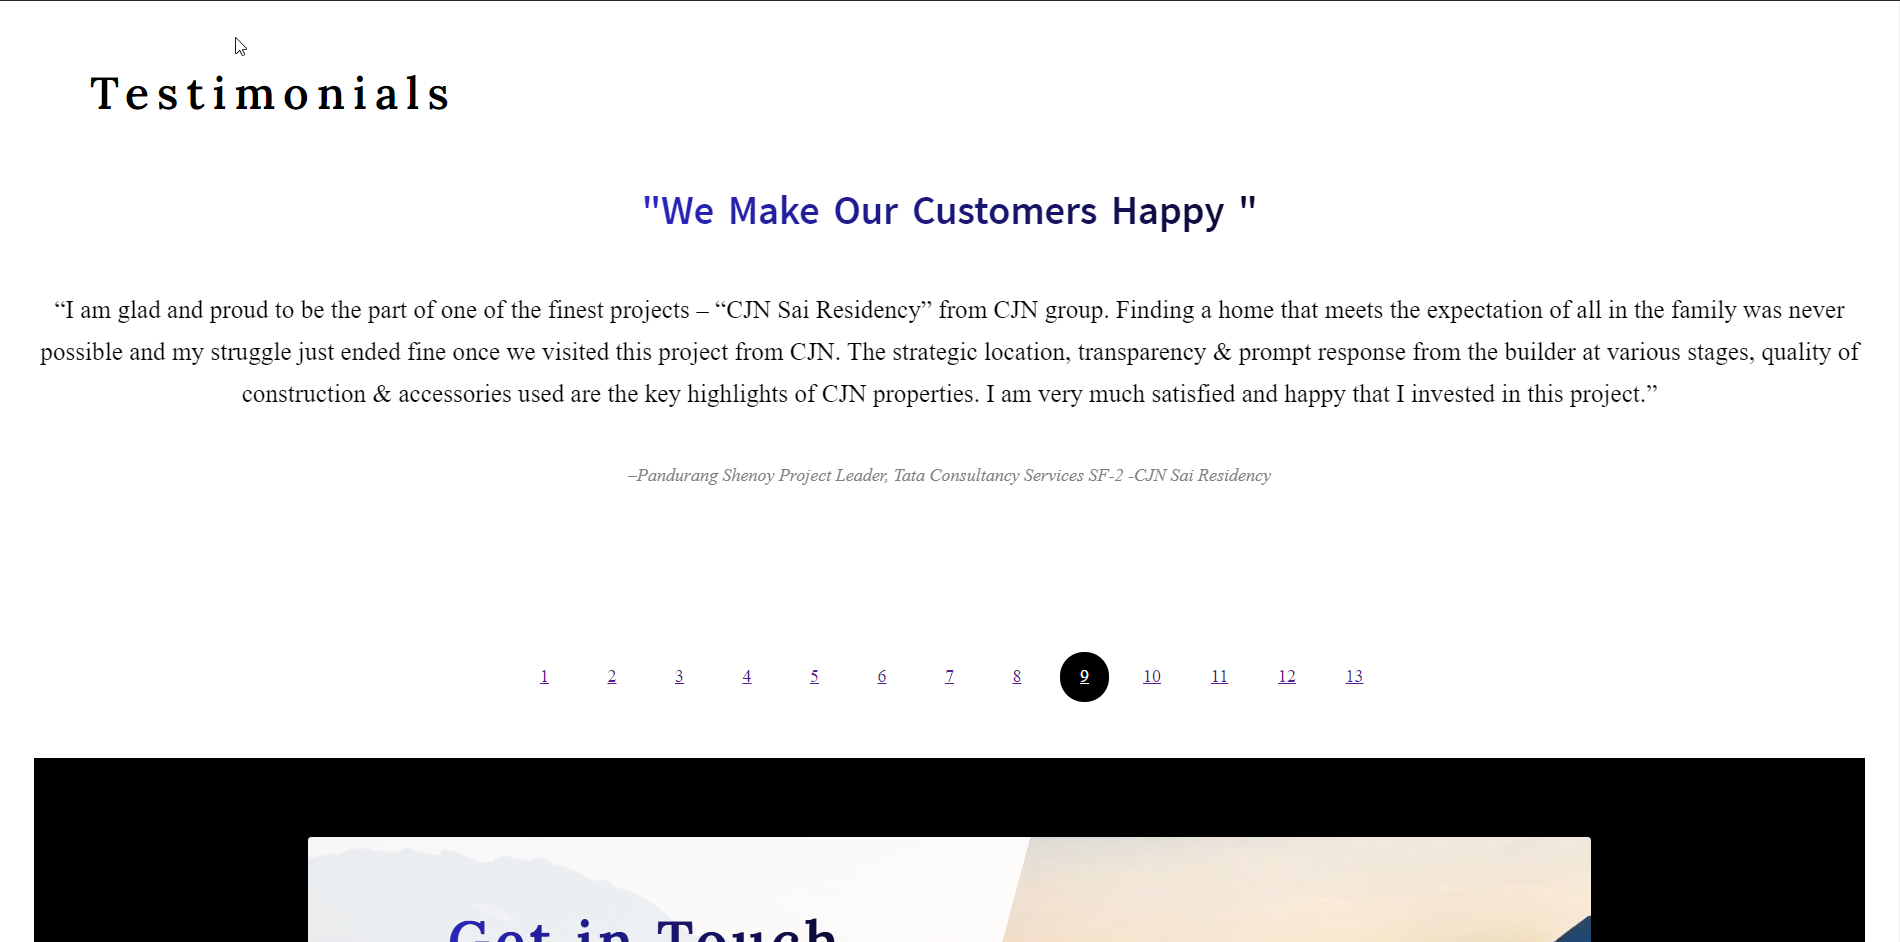 Testimonials
"We Make Our Customers Happy "
“I am glad and proud to be the part of one of the finest projects – “CJN Sai Residency” from CJN group. Finding a home that meets the expectation of all in the family was never
possible and my struggle just ended fine once we visited this project from CJN. The strategic location, transparency & prompt response from the builder at various stages, quality of
construction & accessories used are the key highlights of CJN properties. I am very much satisfied and happy that I invested in this project.”
–Pandurang Shenoy Project Leader, Tata Consultancy Services SF-2 -CJN Sai Residency
1 2 3 4 5 6 7 8 9 10 11 12 13
Get in Touch